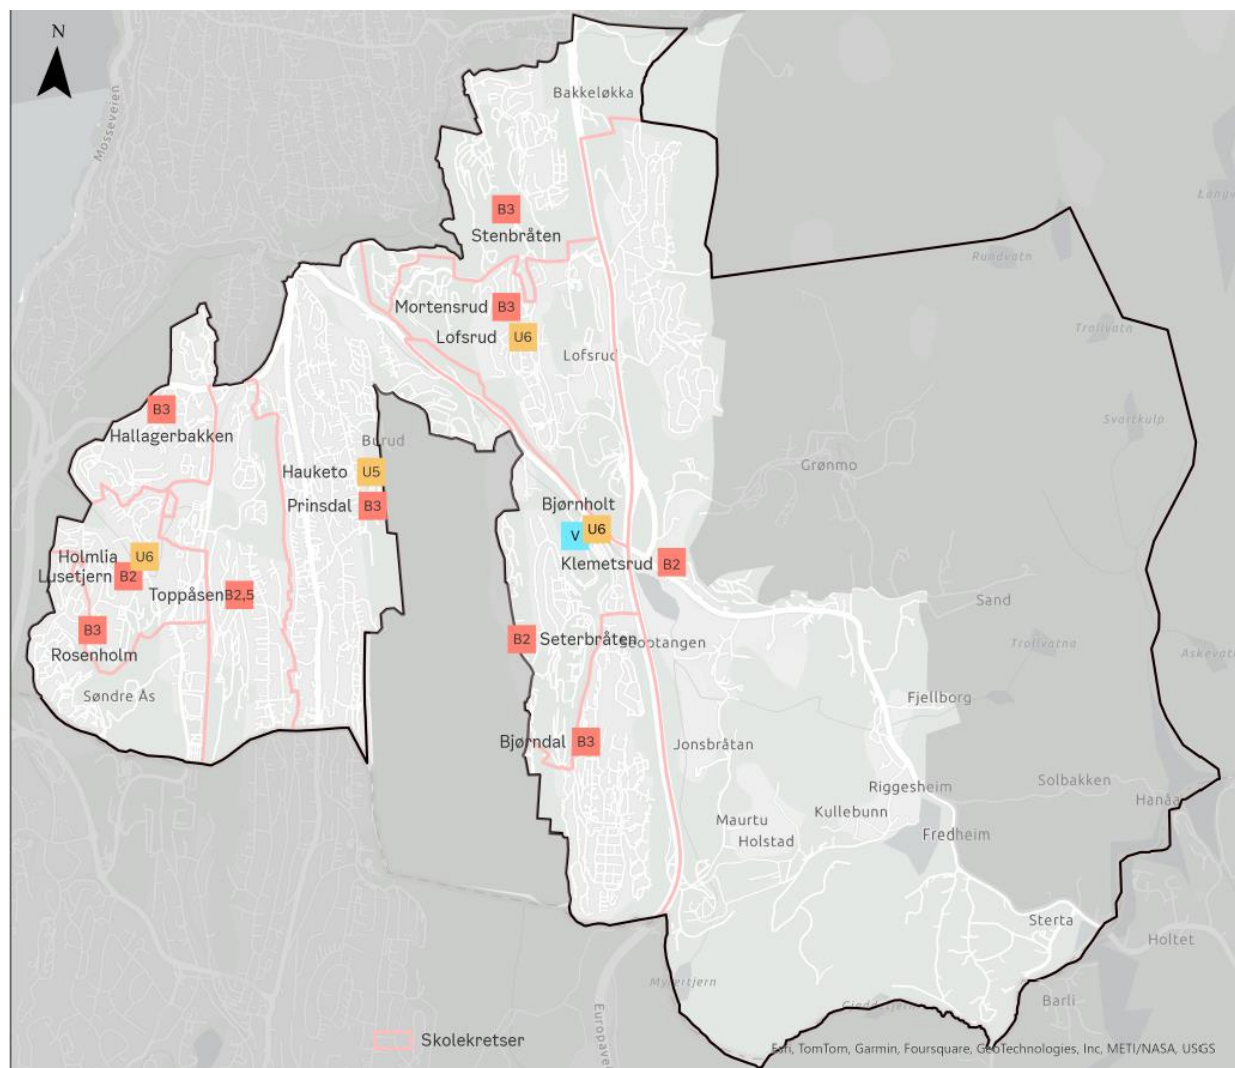 N
Mosseveien
Bakkeløkka
B3
Stenbråten
Rundvatn
Mortensrud B3
Lofsrud U6
Lofsrud
Trollvatn
B3
Hallagerbakken
Svartkulp
Burud
Hauketo U5
Grønmo
Prinsdal B3
Bjørnholt
V U6
Holmlia U6
Lusetjern B2
Klemetsrud B2
Toppåsen B2,5
Sand
B3
Rosenholm
B2 Seterbråten
Trollvatna
Askevatn
Søndre Ås
Fjellborg
Bjørndal B3
Jonsbråtan
Riggesheim
Solbakken
Hanåa
Maurtu
Kullebunn
Holstad
Fredheim
Sterta
Holtet
Barli
Skolekretser
Esri, TomTom, Garmin, Foursquare, GeoTechnologies, Inc, METI/NASA, USGS